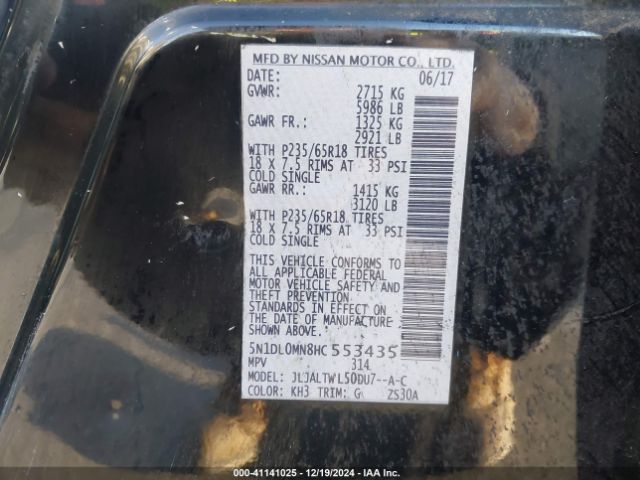 MFD BY NISSAN MOTOR CO., LTD.
DATE: 06/17
GVWR: 2715 KG
5986 LB
GAWR FR.: 1325 KG
2921 LB
WITH P235/65R18 TIRES
18 X 7.5 RIMS AT 33 PSI
COLD SINGLE
GAWR RR.: 1415 KG
3120 LB
WITH P235/65R18 TIRES
18 X 7.5 RIMS AT 33 PSI
COLD SINGLE
THIS VEHICLE CONFORMS TO
ALL APPLICABLE FEDERAL
MOTOR VEHICLE SAFETY AND
THEFT PREVENTION
STANDARDS IN EFFECT ON
THE DATE OF MANUFACTURE
SHOWN ABOVE.
5N1DL0MN8HC 553435
MPV 314
MODEL:
COLOR: KH3 TRIM: G ZS30A
000-41141025 - 12/19/2024 - IAA Inc.